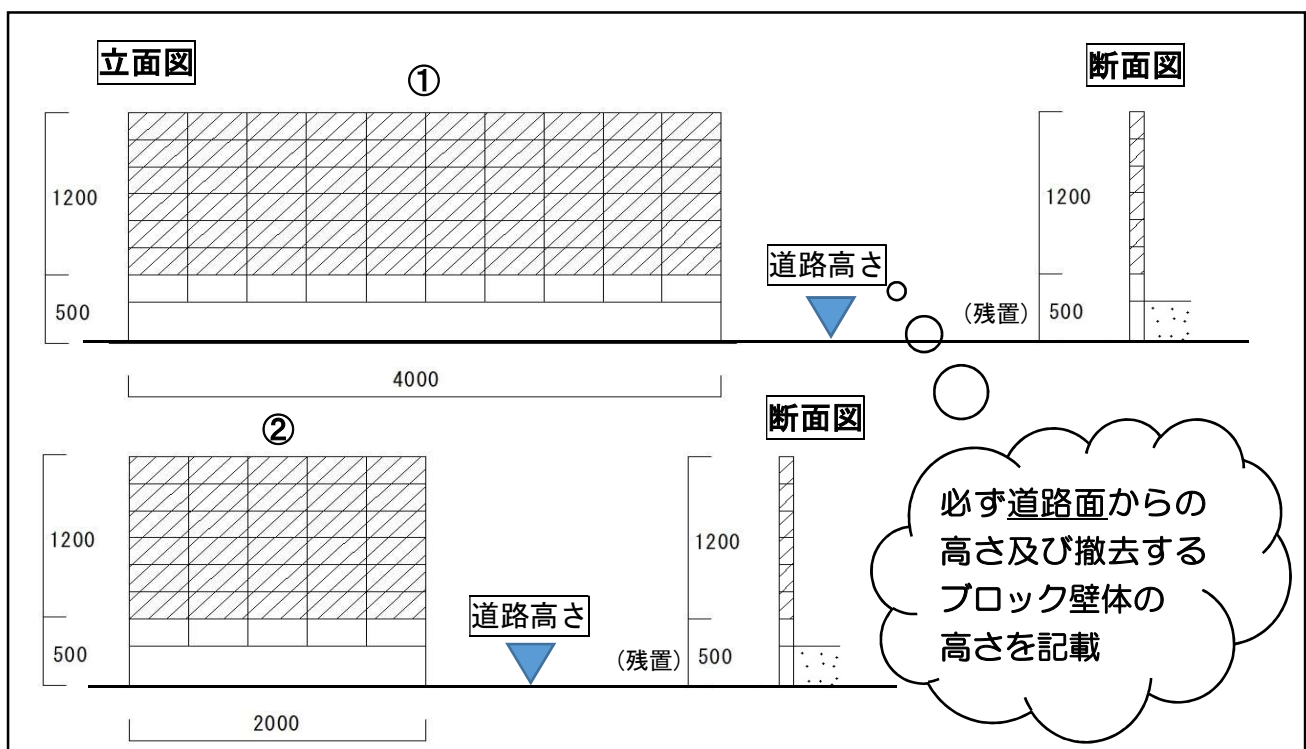 立面図
①
断面図
1200
1200
道路高さ
500
(残置) 500
4000
②
断面図
1200
1200
道路高さ
500
(残置) 500
2000
必ず道路面からの
高さ及び撤去する
ブロック壁体の
高さを記載